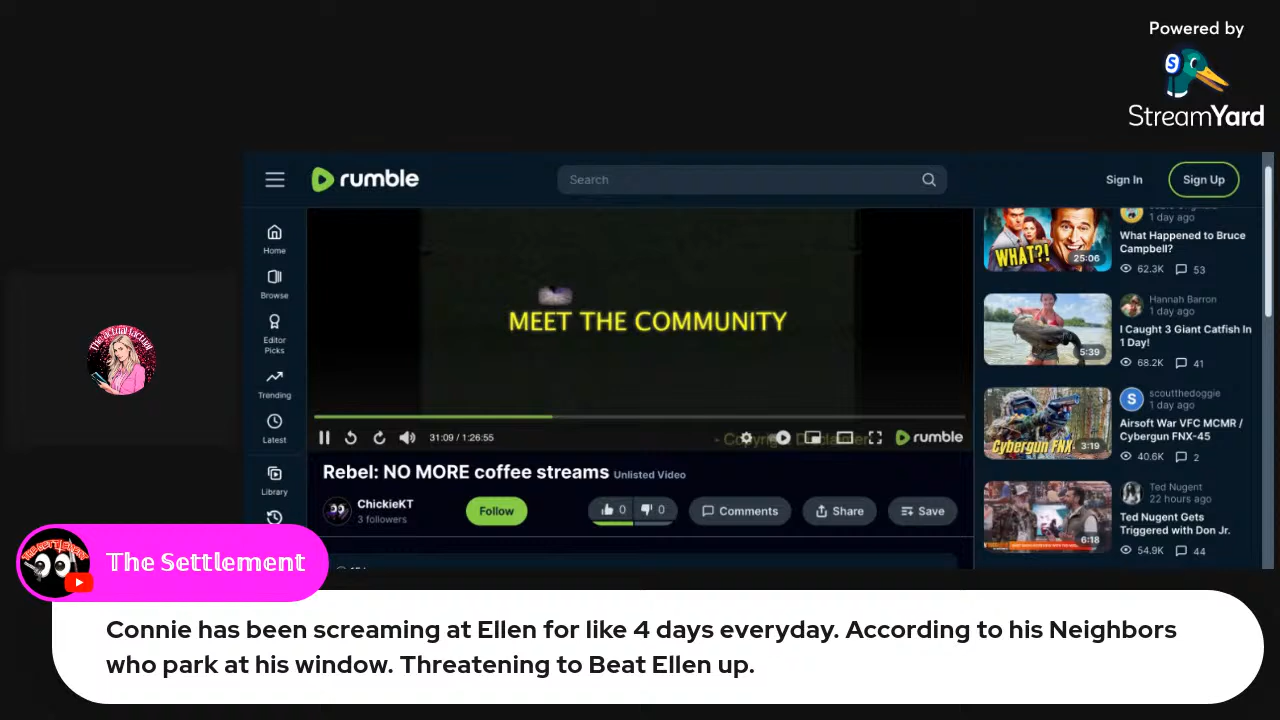 Powered by
StreamYard
rumble
Search
Sign In
Sign Up
Home
Browse
Editor
Picks
Trending
Latest
Library
MEET THE COMMUNITY
31:09 / 1:26:55
rumble
Rebel: NO MORE coffee streams Unlisted Video
ChickieKT
3 followers
Follow
0
0
Comments
Share
Save
WHAT?!
25:06
1 day ago
What Happened to Bruce
Campbell?
62.3K 53
5:39
Hannah Barron
1 day ago
I Caught 3 Giant Catfish In
1 Day!
68.2K 41
Cybergun FNX
3:19
S
scoutthedoggie
1 day ago
Airsoft War VFC MCMR /
Cybergun FNX-45
40.6K 2
6:18
Ted Nugent
22 hours ago
Ted Nugent Gets
Triggered with Don Jr.
54.9K 44
The actual factual
The Settlement
Connie has been screaming at Ellen for like 4 days everyday. According to his Neighbors
who park at his window. Threatening to Beat Ellen up.